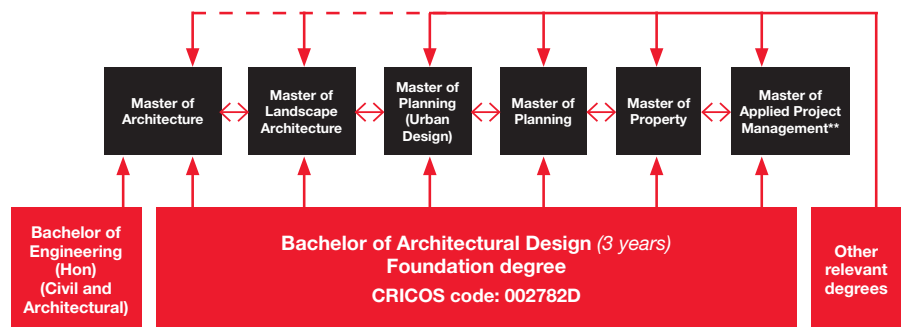 Master of
Architecture
Master of
Landscape
Architecture
Master of
Planning
(Urban
Design)
Master of
Planning
Master of
Property
Master of
Applied Project
Management**
Bachelor of
Engineering
(Hon)
(Civil and
Architectural)
Bachelor of Architectural Design (3 years)
Foundation degree
CRICOS code: 002782D
Other
relevant
degrees